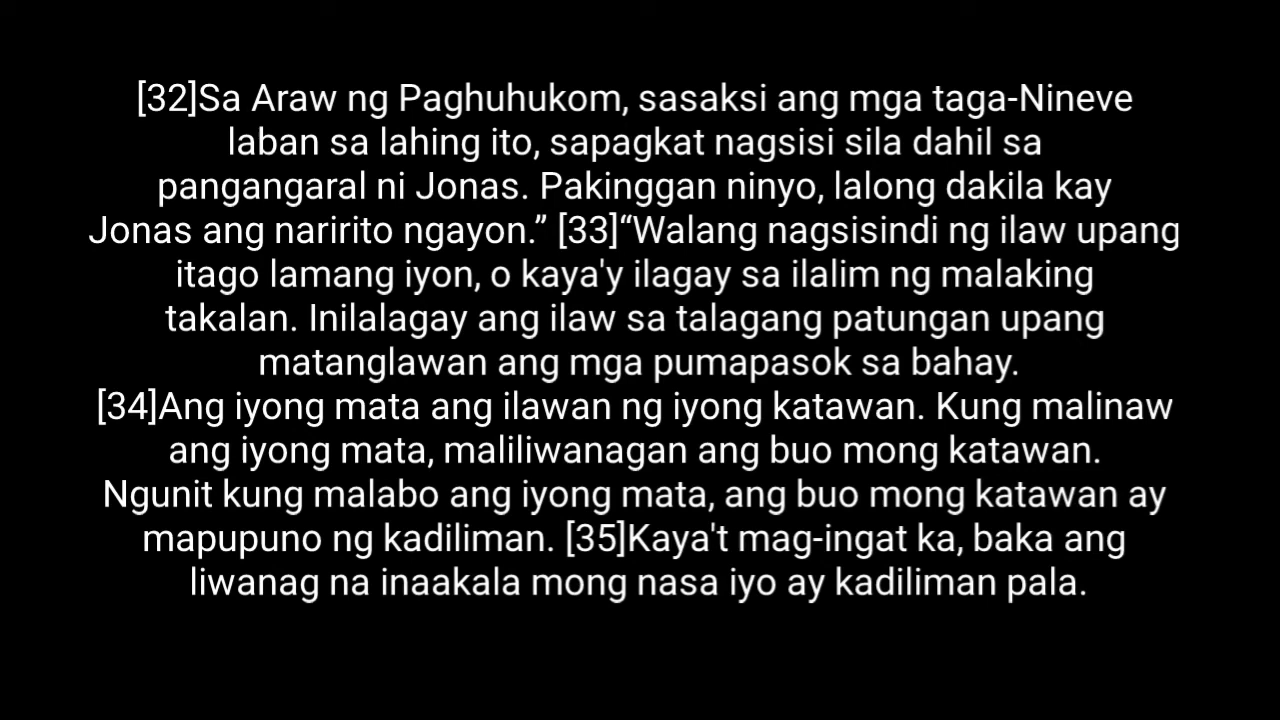 [32]Sa Araw ng Paghuhukom, sasaksi ang mga taga-Nineve
laban sa lahing ito, sapagkat nagsisi sila dahil sa
pangangaral ni Jonas. Pakinggan ninyo, lalong dakila kay
Jonas ang naririto ngayon.” [33]“Walang nagsisindi ng ilaw upang
itago lamang iyon, o kaya'y ilagay sa ilalim ng malaking
takalan. Inilalagay ang ilaw sa talagang patungan upang
matanglawan ang mga pumapasok sa bahay.
[34]Ang iyong mata ang ilawan ng iyong katawan. Kung malinaw
ang iyong mata, maliliwanagan ang buo mong katawan.
Ngunit kung malabo ang iyong mata, ang buo mong katawan ay
mapupuno ng kadiliman. [35]Kaya't mag-ingat ka, baka ang
liwanag na inaakala mong nasa iyo ay kadiliman pala.